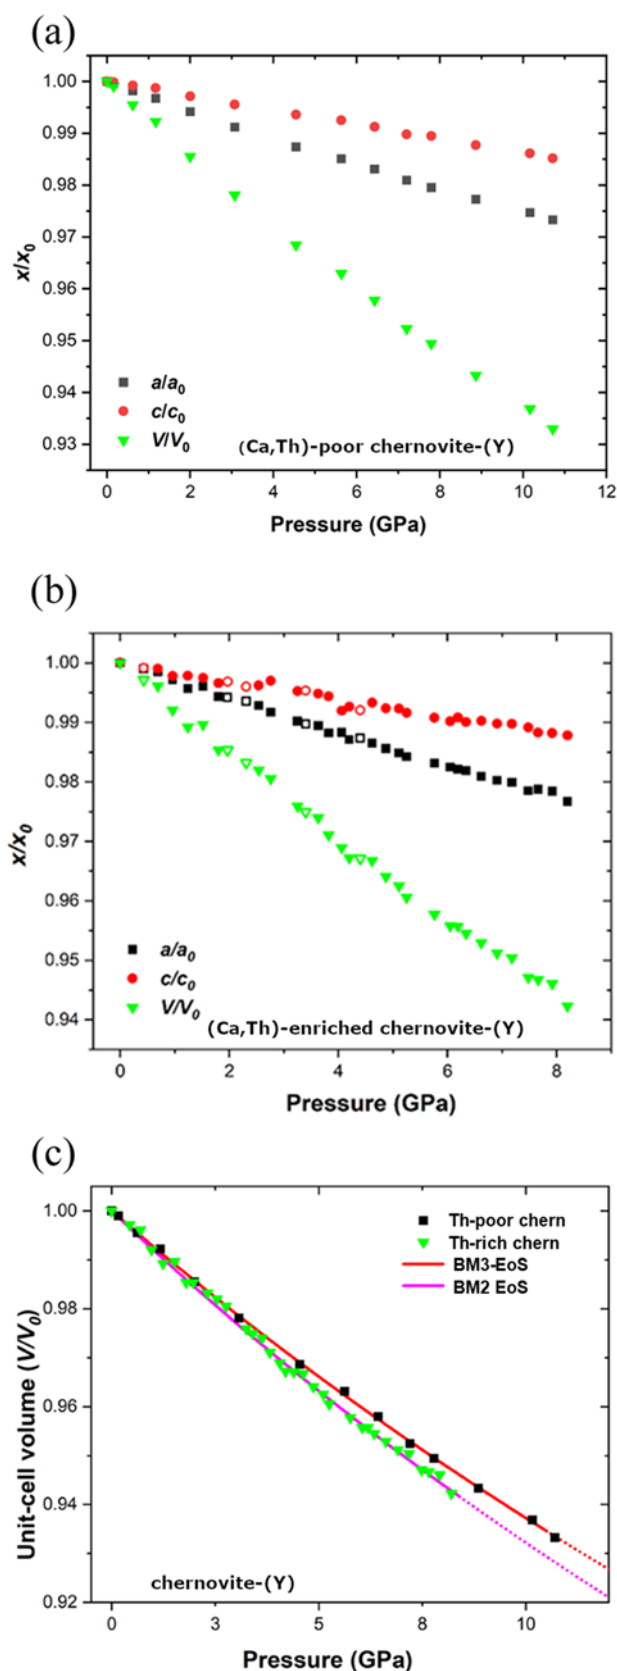 (a)
1.00
0.99
0.98
0.97
0.96
0.95
0.94
0.93
x/x0
a/a0
c/c0
V/V0
(Ca,Th)-poor chernovite-(Y)
0 2 4 6 8 10 12
Pressure (GPa)
(b)
1.00
0.99
0.98
0.97
0.96
0.95
0.94
x/x0
a/a0
c/c0
V/V0
(Ca,Th)-enriched chernovite-(Y)
0 2 4 6 8
Pressure (GPa)
(c)
1.00
0.98
0.96
0.94
0.92
Unit-cell volume (V/V0)
Th-poor chern
Th-rich chern
BM3-EoS
BM2 EoS
chernovite-(Y)
0 3 5 8 10
Pressure (GPa)